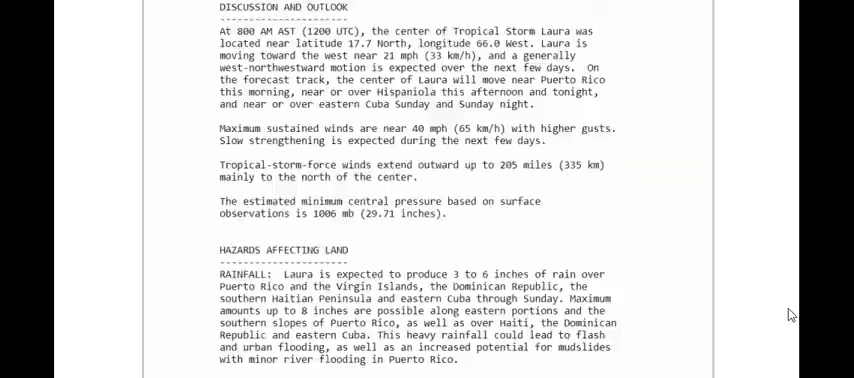 DISCUSSION AND OUTLOOK
----------------------
At 800 AM AST (1200 UTC), the center of Tropical Storm Laura was
located near latitude 17.7 North, longitude 66.0 West. Laura is
moving toward the west near 21 mph (33 km/h), and a generally
west-northwestward motion is expected over the next few days.  On
the forecast track, the center of Laura will move near Puerto Rico
this morning, near or over Hispaniola this afternoon and tonight,
and near or over eastern Cuba Sunday and Sunday night.
Maximum sustained winds are near 40 mph (65 km/h) with higher gusts.
Slow strengthening is expected during the next few days.
Tropical-storm-force winds extend outward up to 205 miles (335 km)
mainly to the north of the center.
The estimated minimum central pressure based on surface
observations is 1006 mb (29.71 inches).
HAZARDS AFFECTING LAND
----------------------
RAINFALL:  Laura is expected to produce 3 to 6 inches of rain over
Puerto Rico and the Virgin Islands, the Dominican Republic, the
southern Haitian Peninsula and eastern Cuba through Sunday. Maximum
amounts up to 8 inches are possible along eastern portions and the
southern slopes of Puerto Rico, as well as over Haiti, the Dominican
Republic and eastern Cuba. This heavy rainfall could lead to flash
and urban flooding, as well as an increased potential for mudslides
with minor river flooding in Puerto Rico.